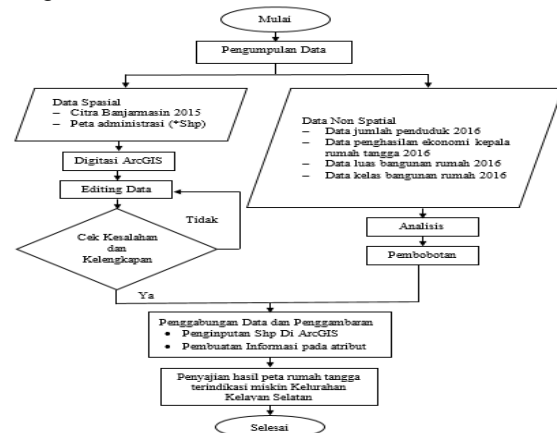 Mulai
Pengumpulan Data
Data Spasial
– Citra Banjarmasin 2015
– Peta administrasi (*Shp)
Digitasi ArcGIS
Editing Data
Tidak
Cek Kesalahan
dan
Kelengkapan
Ya
Data Non Spatial
– Data jumlah penduduk 2016
– Data penghasilan ekonomi kepala
rumah tangga 2016
– Data luas bangunan rumah 2016
– Data kelas bangunan rumah 2016
Analisis
Pembobotan
Penggabungan Data dan Penggambaran
• Penginputan Shp Di ArcGIS
• Pembuatan Informasi pada atribut
Penyajian hasil peta rumah tangga
terindikasi miskin Kelurahan
Kelayan Selatan
Selesai